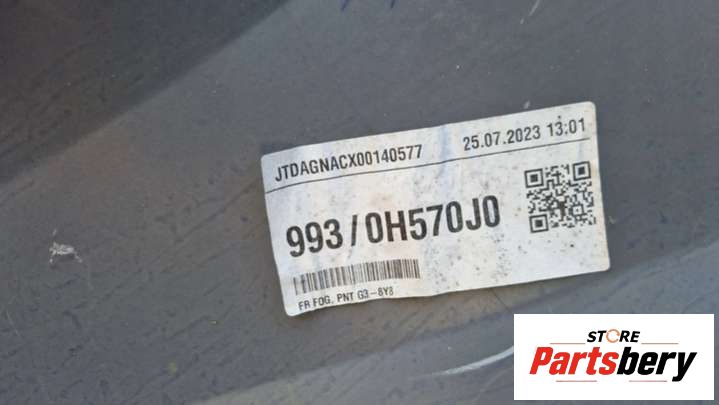 JTDAGNACX00140577 25.07.2023 13:01
993/0H570J0
FR FOG, PNT G3-8Y8
STORE
Partsbery